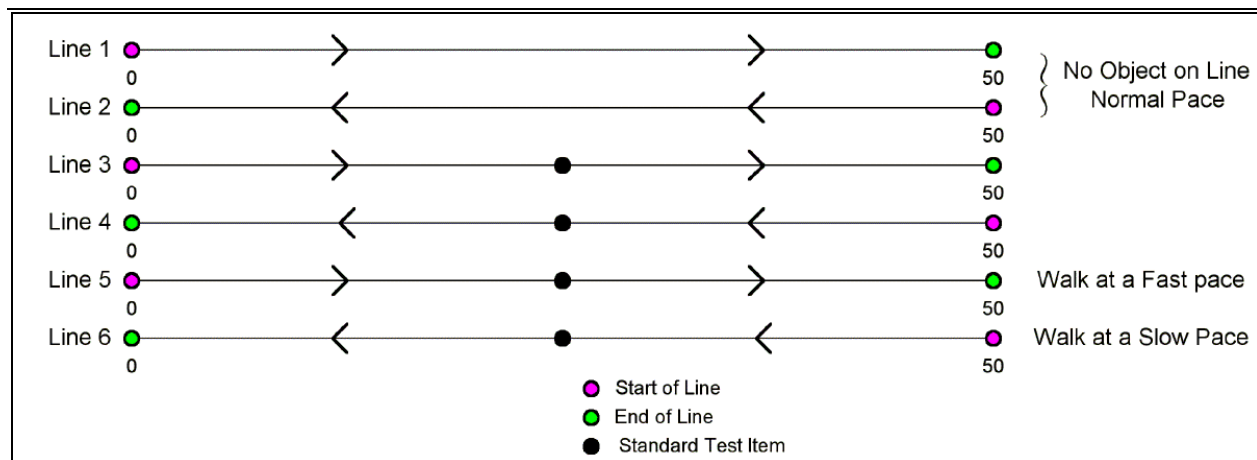 Line 1
0
50
No Object on Line
Normal Pace
Line 2
0
50
Line 3
0
50
Line 4
0
50
Line 5
0
50
Walk at a Fast pace
Line 6
0
50
Walk at a Slow Pace
Start of Line
End of Line
Standard Test Item